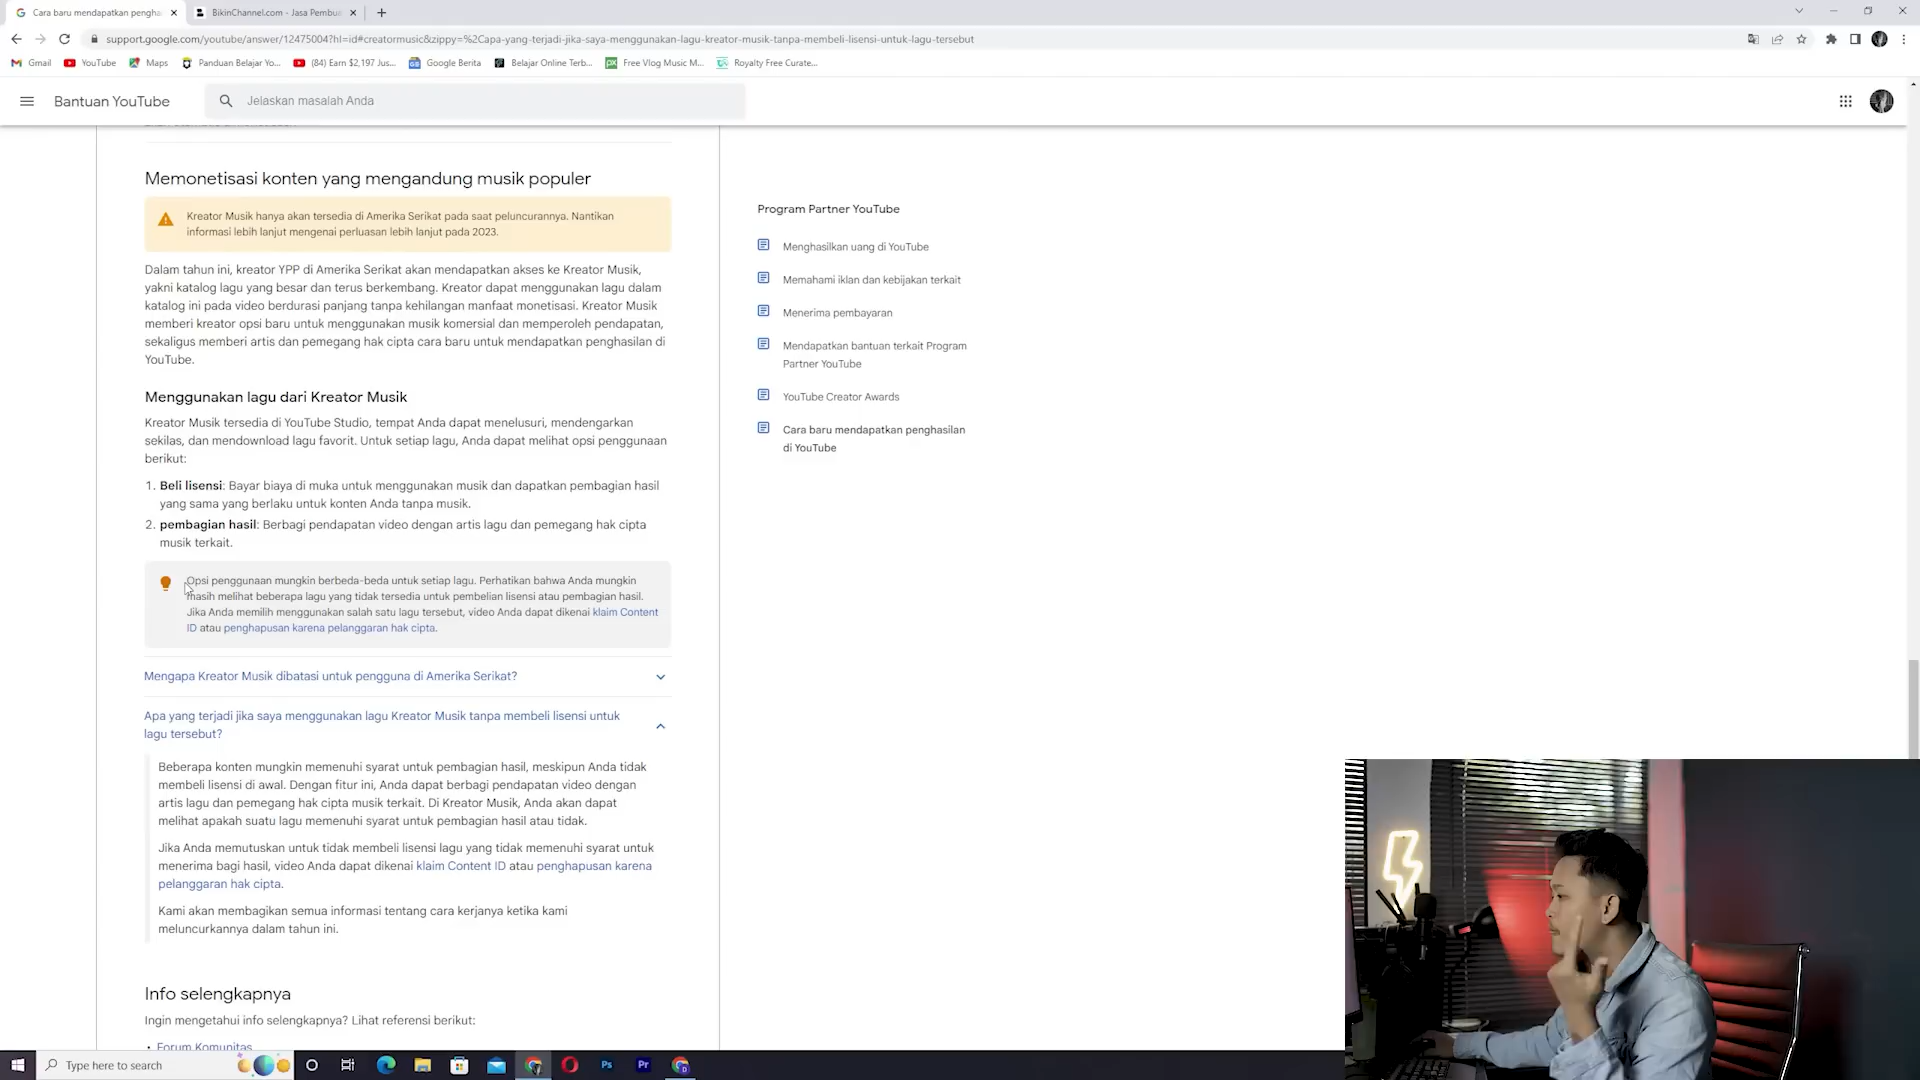 Cara baru mendapatkan pengha
BikinChannel.com - Jasa Pembua
support.google.com/youtube/answer/12475004?hl=id#creatormusic&zippy=%2Capa-yang-terjadi-jika-saya-menggunakan-lagu-kreator-musik-tanpa-membeli-lisensi-untuk-lagu-tersebut
Gmail
YouTube
Maps
Panduan Belajar Yo...
(84) Earn $2,197 Jus...
Google Berita
Belajar Online Terb...
Free Vlog Music M...
Royalty Free Curate...
Bantuan YouTube
Jelaskan masalah Anda
Memonetisasi konten yang mengandung musik populer
Kreator Musik hanya akan tersedia di Amerika Serikat pada saat peluncurannya. Nantikan
informasi lebih lanjut mengenai perluasan lebih lanjut pada 2023.
Dalam tahun ini, kreator YPP di Amerika Serikat akan mendapatkan akses ke Kreator Musik,
yakni katalog lagu yang besar dan terus berkembang. Kreator dapat menggunakan lagu dalam
katalog ini pada video berdurasi panjang tanpa kehilangan manfaat monetisasi. Kreator Musik
memberi kreator opsi baru untuk menggunakan musik komersial dan memperoleh pendapatan,
sekaligus memberi artis dan pemegang hak cipta cara baru untuk mendapatkan penghasilan di
YouTube.
Menggunakan lagu dari Kreator Musik
Kreator Musik tersedia di YouTube Studio, tempat Anda dapat menelusuri, mendengarkan
sekilas, dan mendownload lagu favorit. Untuk setiap lagu, Anda dapat melihat opsi penggunaan
berikut:
1. Beli lisensi: Bayar biaya di muka untuk menggunakan musik dan dapatkan pembagian hasil
yang sama yang berlaku untuk konten Anda tanpa musik.
2. pembagian hasil: Berbagi pendapatan video dengan artis lagu dan pemegang hak cipta
musik terkait.
Opsi penggunaan mungkin berbeda-beda untuk setiap lagu. Perhatikan bahwa Anda mungkin
masih melihat beberapa lagu yang tidak tersedia untuk pembelian lisensi atau pembagian hasil.
Jika Anda memilih menggunakan salah satu lagu tersebut, video Anda dapat dikenai klaim Content
ID atau penghapusan karena pelanggaran hak cipta.
Mengapa Kreator Musik dibatasi untuk pengguna di Amerika Serikat?
Apa yang terjadi jika saya menggunakan lagu Kreator Musik tanpa membeli lisensi untuk
lagu tersebut?
Beberapa konten mungkin memenuhi syarat untuk pembagian hasil, meskipun Anda tidak
membeli lisensi di awal. Dengan fitur ini, Anda dapat berbagi pendapatan video dengan
artis lagu dan pemegang hak cipta musik terkait. Di Kreator Musik, Anda akan dapat
melihat apakah suatu lagu memenuhi syarat untuk pembagian hasil atau tidak.
Jika Anda memutuskan untuk tidak membeli lisensi lagu yang tidak memenuhi syarat untuk
menerima bagi hasil, video Anda dapat dikenai klaim Content ID atau penghapusan karena
pelanggaran hak cipta.
Kami akan membagikan semua informasi tentang cara kerjanya ketika kami
meluncurkannya dalam tahun ini.
Info selengkapnya
Ingin mengetahui info selengkapnya? Lihat referensi berikut:
• Forum Komunitas
Program Partner YouTube
Menghasilkan uang di YouTube
Memahami iklan dan kebijakan terkait
Menerima pembayaran
Mendapatkan bantuan terkait Program
Partner YouTube
YouTube Creator Awards
Cara baru mendapatkan penghasilan
di YouTube
Type here to search
Ps
Pr